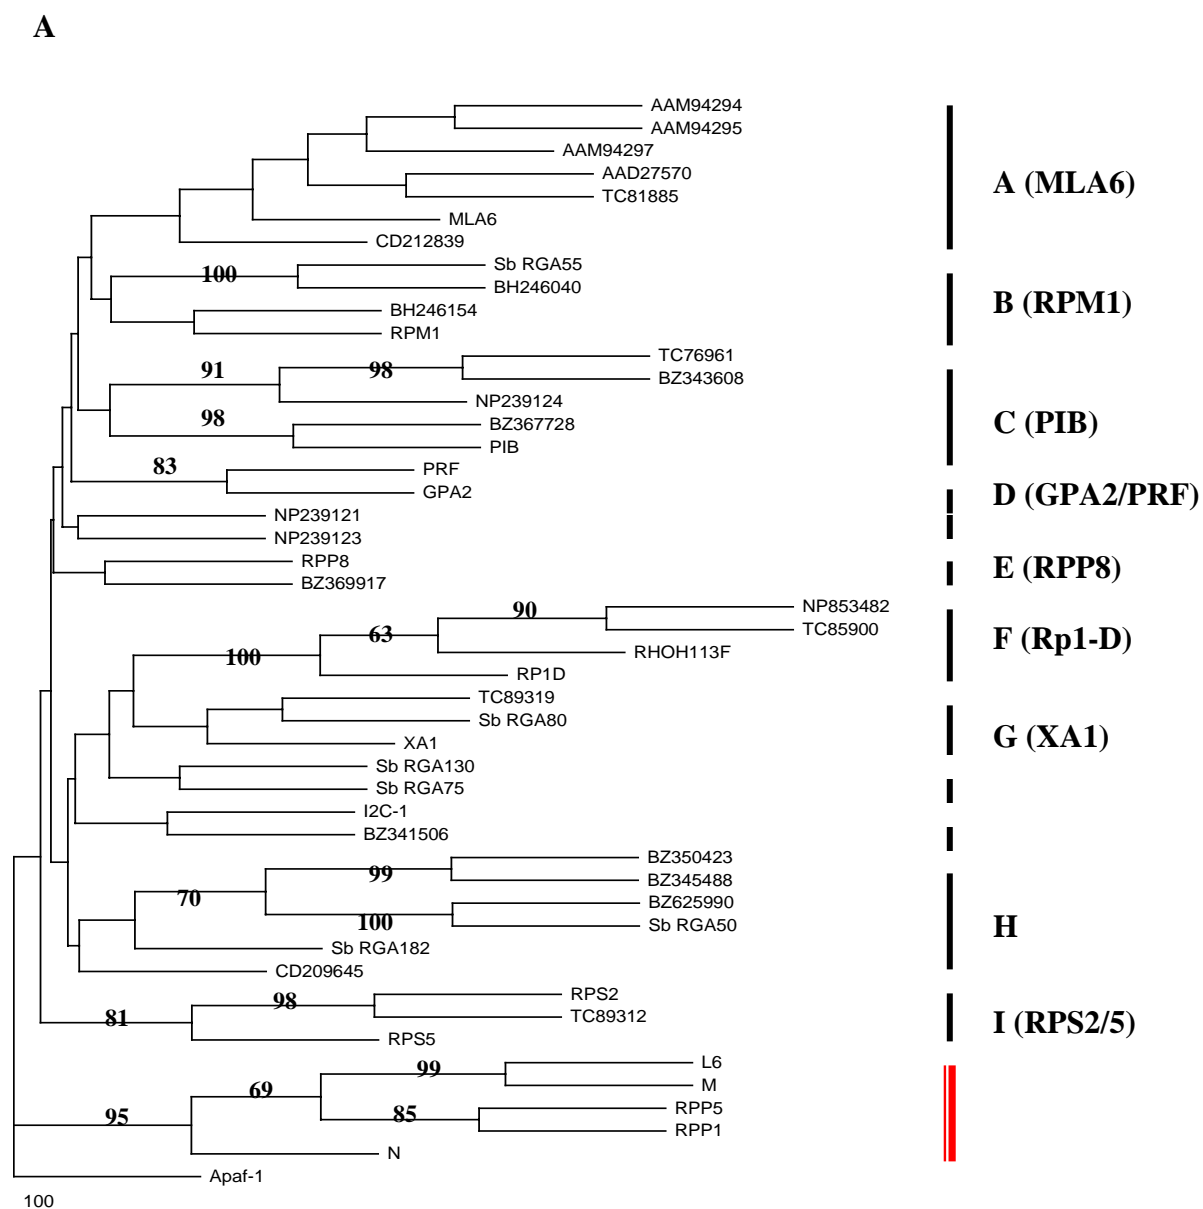 A
AAM94294
AAM94295
AAM94297
AAD27570
TC81885
A (MLA6)
MLA6
CD212839
Sb RGA55
100
BH246040
B (RPM1)
BH246154
RPM1
TC76961
91
98
BZ343608
NP239124
98
BZ367728
C (PIB)
PIB
83
PRF
GPA2
D (GPA2/PRF)
NP239121
NP239123
RPP8
E (RPP8)
BZ369917
NP853482
90
TC85900
63
F (Rp1-D)
RHOH113F
100
RP1D
TC89319
Sb RGA80
G (XA1)
XA1
Sb RGA130
Sb RGA75
I2C-1
BZ341506
BZ350423
99
BZ345488
70
BZ625990
100
Sb RGA50
H
Sb RGA182
CD209645
RPS2
98
TC89312
81
I (RPS2/5)
RPS5
L6
99
M
69
RPP5
85
95
RPP1
N
Apaf-1
100